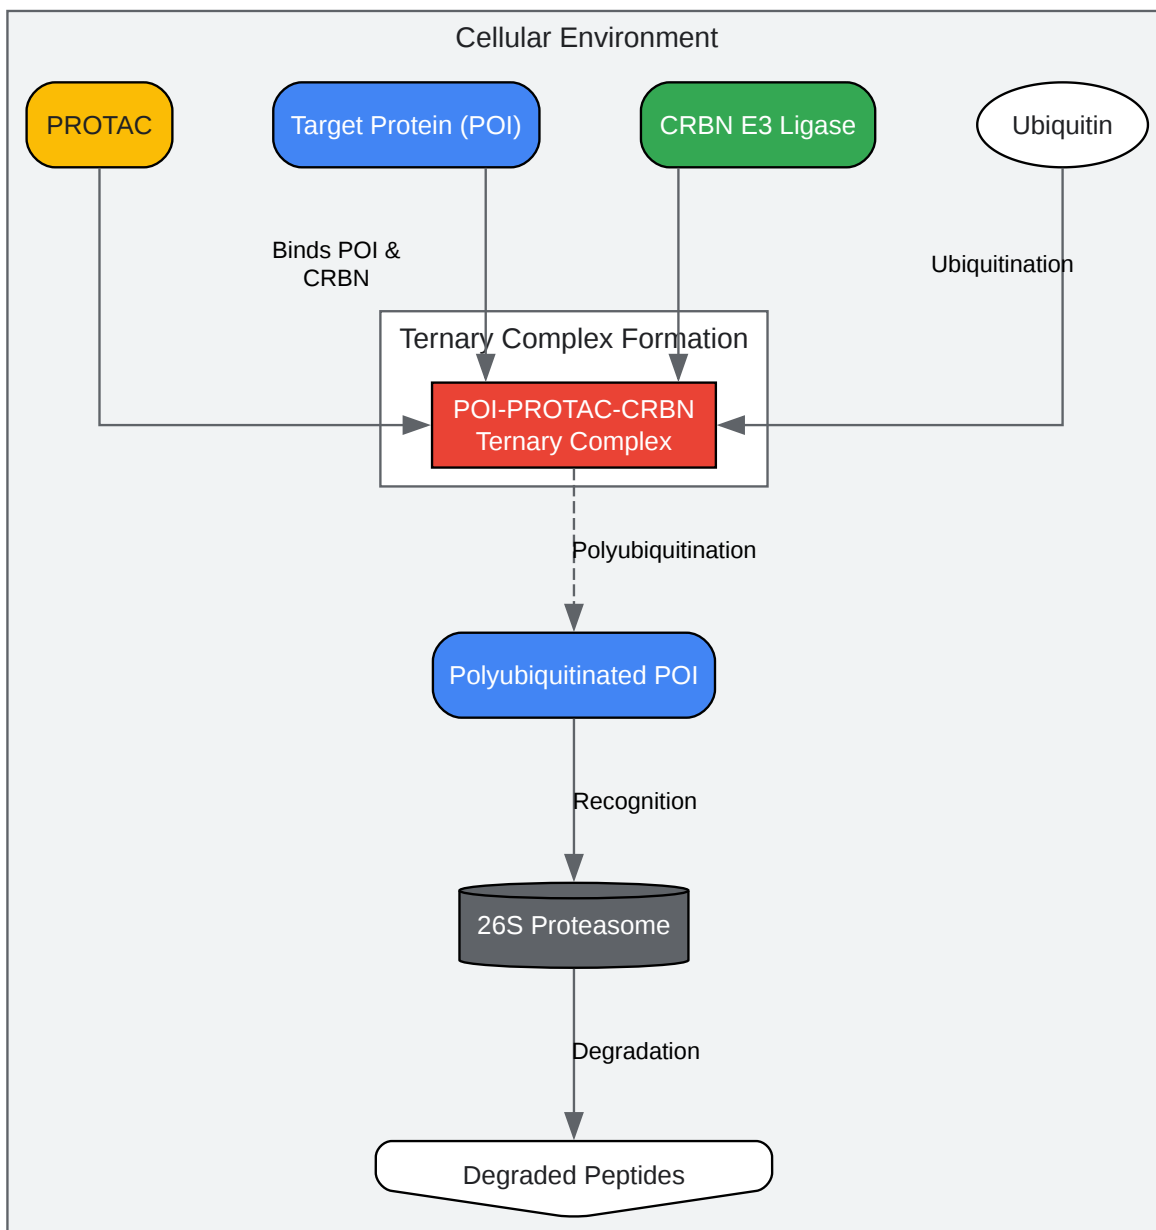 Cellular Environment
PROTAC
Target Protein (POI)
CRBN E3 Ligase
Ubiquitin
Binds POI &
CRBN
Ubiquitination
Ternary Complex Formation
POI-PROTAC-CRBN
Ternary Complex
Polyubiquitination
Polyubiquitinated POI
Recognition
26S Proteasome
Degradation
Degraded Peptides